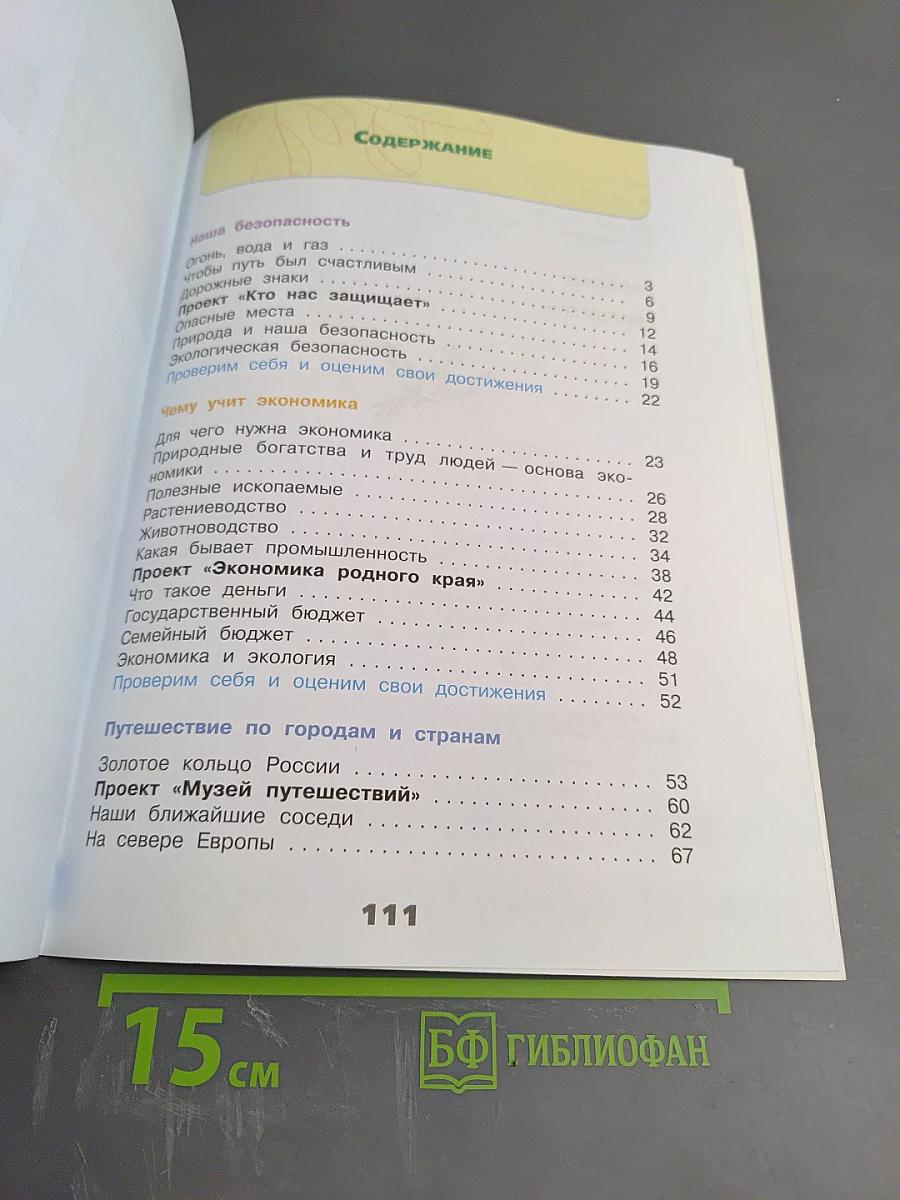 Содержание
Наша безопасность
Огонь, вода и газ . . . . . . . . . . . . . . . . . . . . . . . . 3
Чтобы путь был счастливым . . . . . . . . . . . . . . . . 6
Дорожные знаки . . . . . . . . . . . . . . . . . . . . . . . . 9
Проект «Кто нас защищает» . . . . . . . . . . . . . . . 12
Опасные места . . . . . . . . . . . . . . . . . . . . . . . . 14
Природа и наша безопасность . . . . . . . . . . . . . . 16
Экологическая безопасность . . . . . . . . . . . . . . . 19
Проверим себя и оценим свои достижения . . . . . . . . 22
Чему учит экономика
Для чего нужна экономика . . . . . . . . . . . . . . . . . 23
Природные богатства и труд людей — основа эко-
номики . . . . . . . . . . . . . . . . . . . . . . . . . . . . . 26
Полезные ископаемые . . . . . . . . . . . . . . . . . . . 28
Растениеводство . . . . . . . . . . . . . . . . . . . . . . . 32
Животноводство . . . . . . . . . . . . . . . . . . . . . . . 34
Какая бывает промышленность . . . . . . . . . . . . . . 38
Проект «Экономика родного края» . . . . . . . . . . . 42
Что такое деньги . . . . . . . . . . . . . . . . . . . . . . . 44
Государственный бюджет . . . . . . . . . . . . . . . . . . 46
Семейный бюджет . . . . . . . . . . . . . . . . . . . . . . 48
Экономика и экология . . . . . . . . . . . . . . . . . . . . 51
Проверим себя и оценим свои достижения . . . . . . . . 52
Путешествие по городам и странам
Золотое кольцо России . . . . . . . . . . . . . . . . . . . 53
Проект «Музей путешествий» . . . . . . . . . . . . . . 60
Наши ближайшие соседи . . . . . . . . . . . . . . . . . . 62
На севере Европы . . . . . . . . . . . . . . . . . . . . . . 67
111
15 см
БФ ГИБЛИОФАН